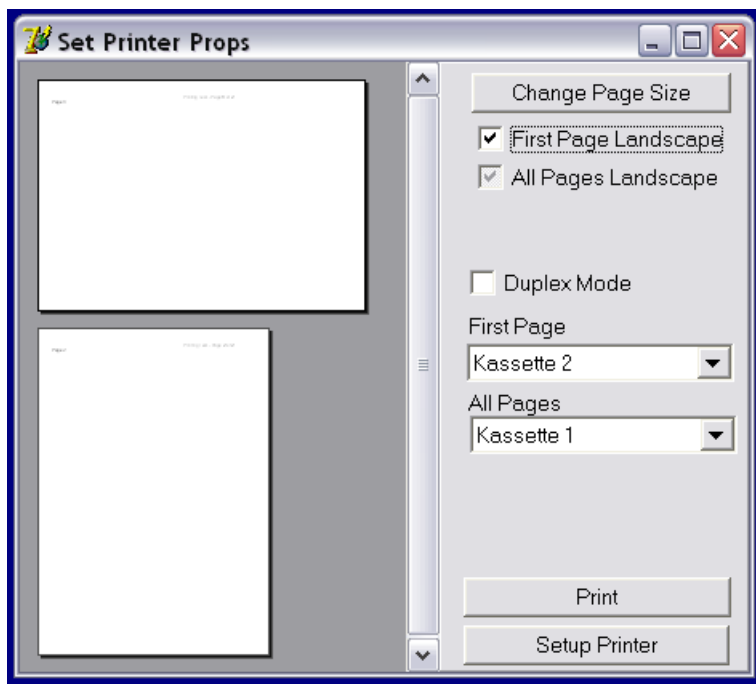 Set Printer Props
Change Page Size
First Page Landscape
All Pages Landscape
Duplex Mode
First Page
Kassette 2
All Pages
Kassette 1
Print
Setup Printer